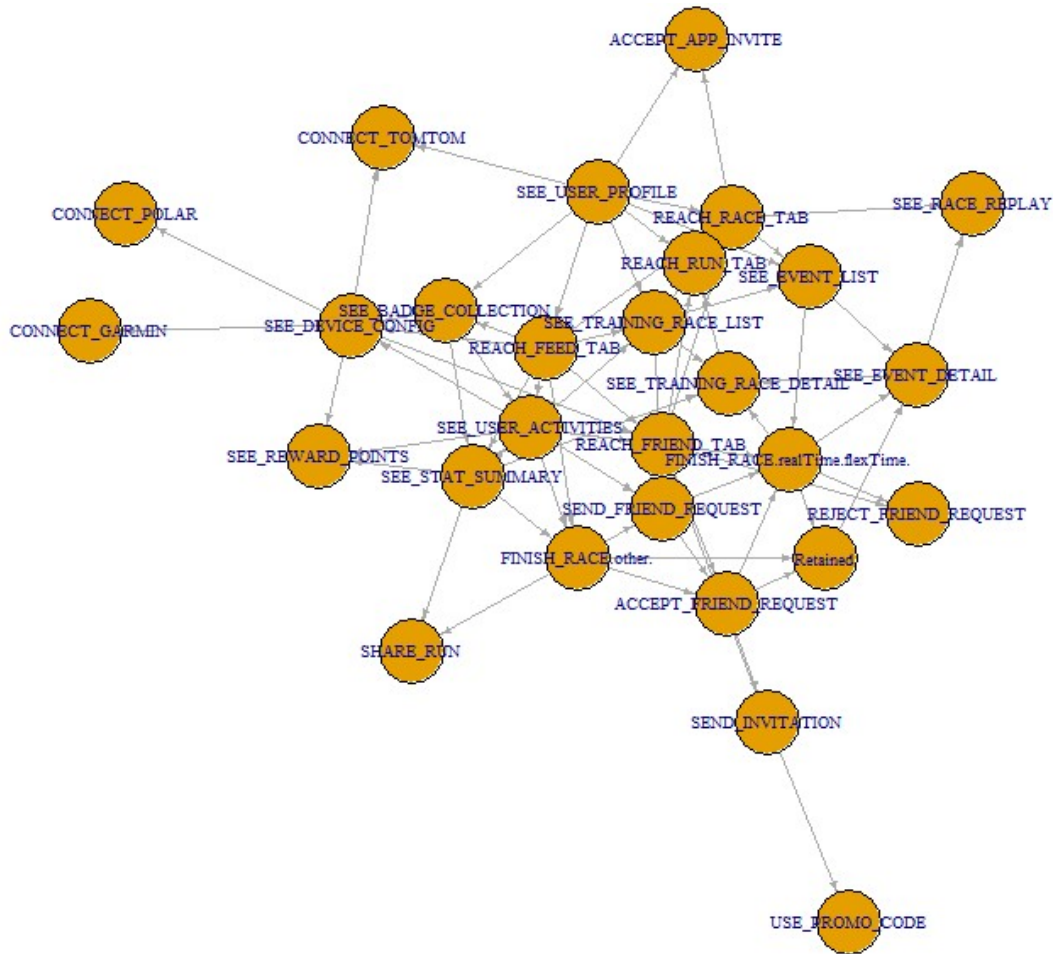 ACCEPT_APP_INVITE
CONNECT_TOMTOM
SEE_USER_PROFILE
CONNECT_POLAR
REACH_RACE_TAB
SEE_RACE_REPLAY
REACH_RUN_TAB
SEE_EVENT_LIST
SEE_BADGE_COLLECTION
SEE_DEVICE_CONFIG
CONNECT_GARMIN
SEE_TRAINING_RACE_LIST
REACH_FEED_TAB
SEE_TRAINING_RACE_DETAIL
SEE_EVENT_DETAIL
SEE_USER_ACTIVITIES
REACH_FRIEND_TAB
SEE_REWARD_POINTS
FINISH_RACE.realTime.flexTime.
SEE_STAT_SUMMARY
SEND_FRIEND_REQUEST
REJECT_FRIEND_REQUEST
FINISH_RACE.other.
Retained
ACCEPT_FRIEND_REQUEST
SHARE_RUN
SEND_INVITATION
USE_PROMO_CODE